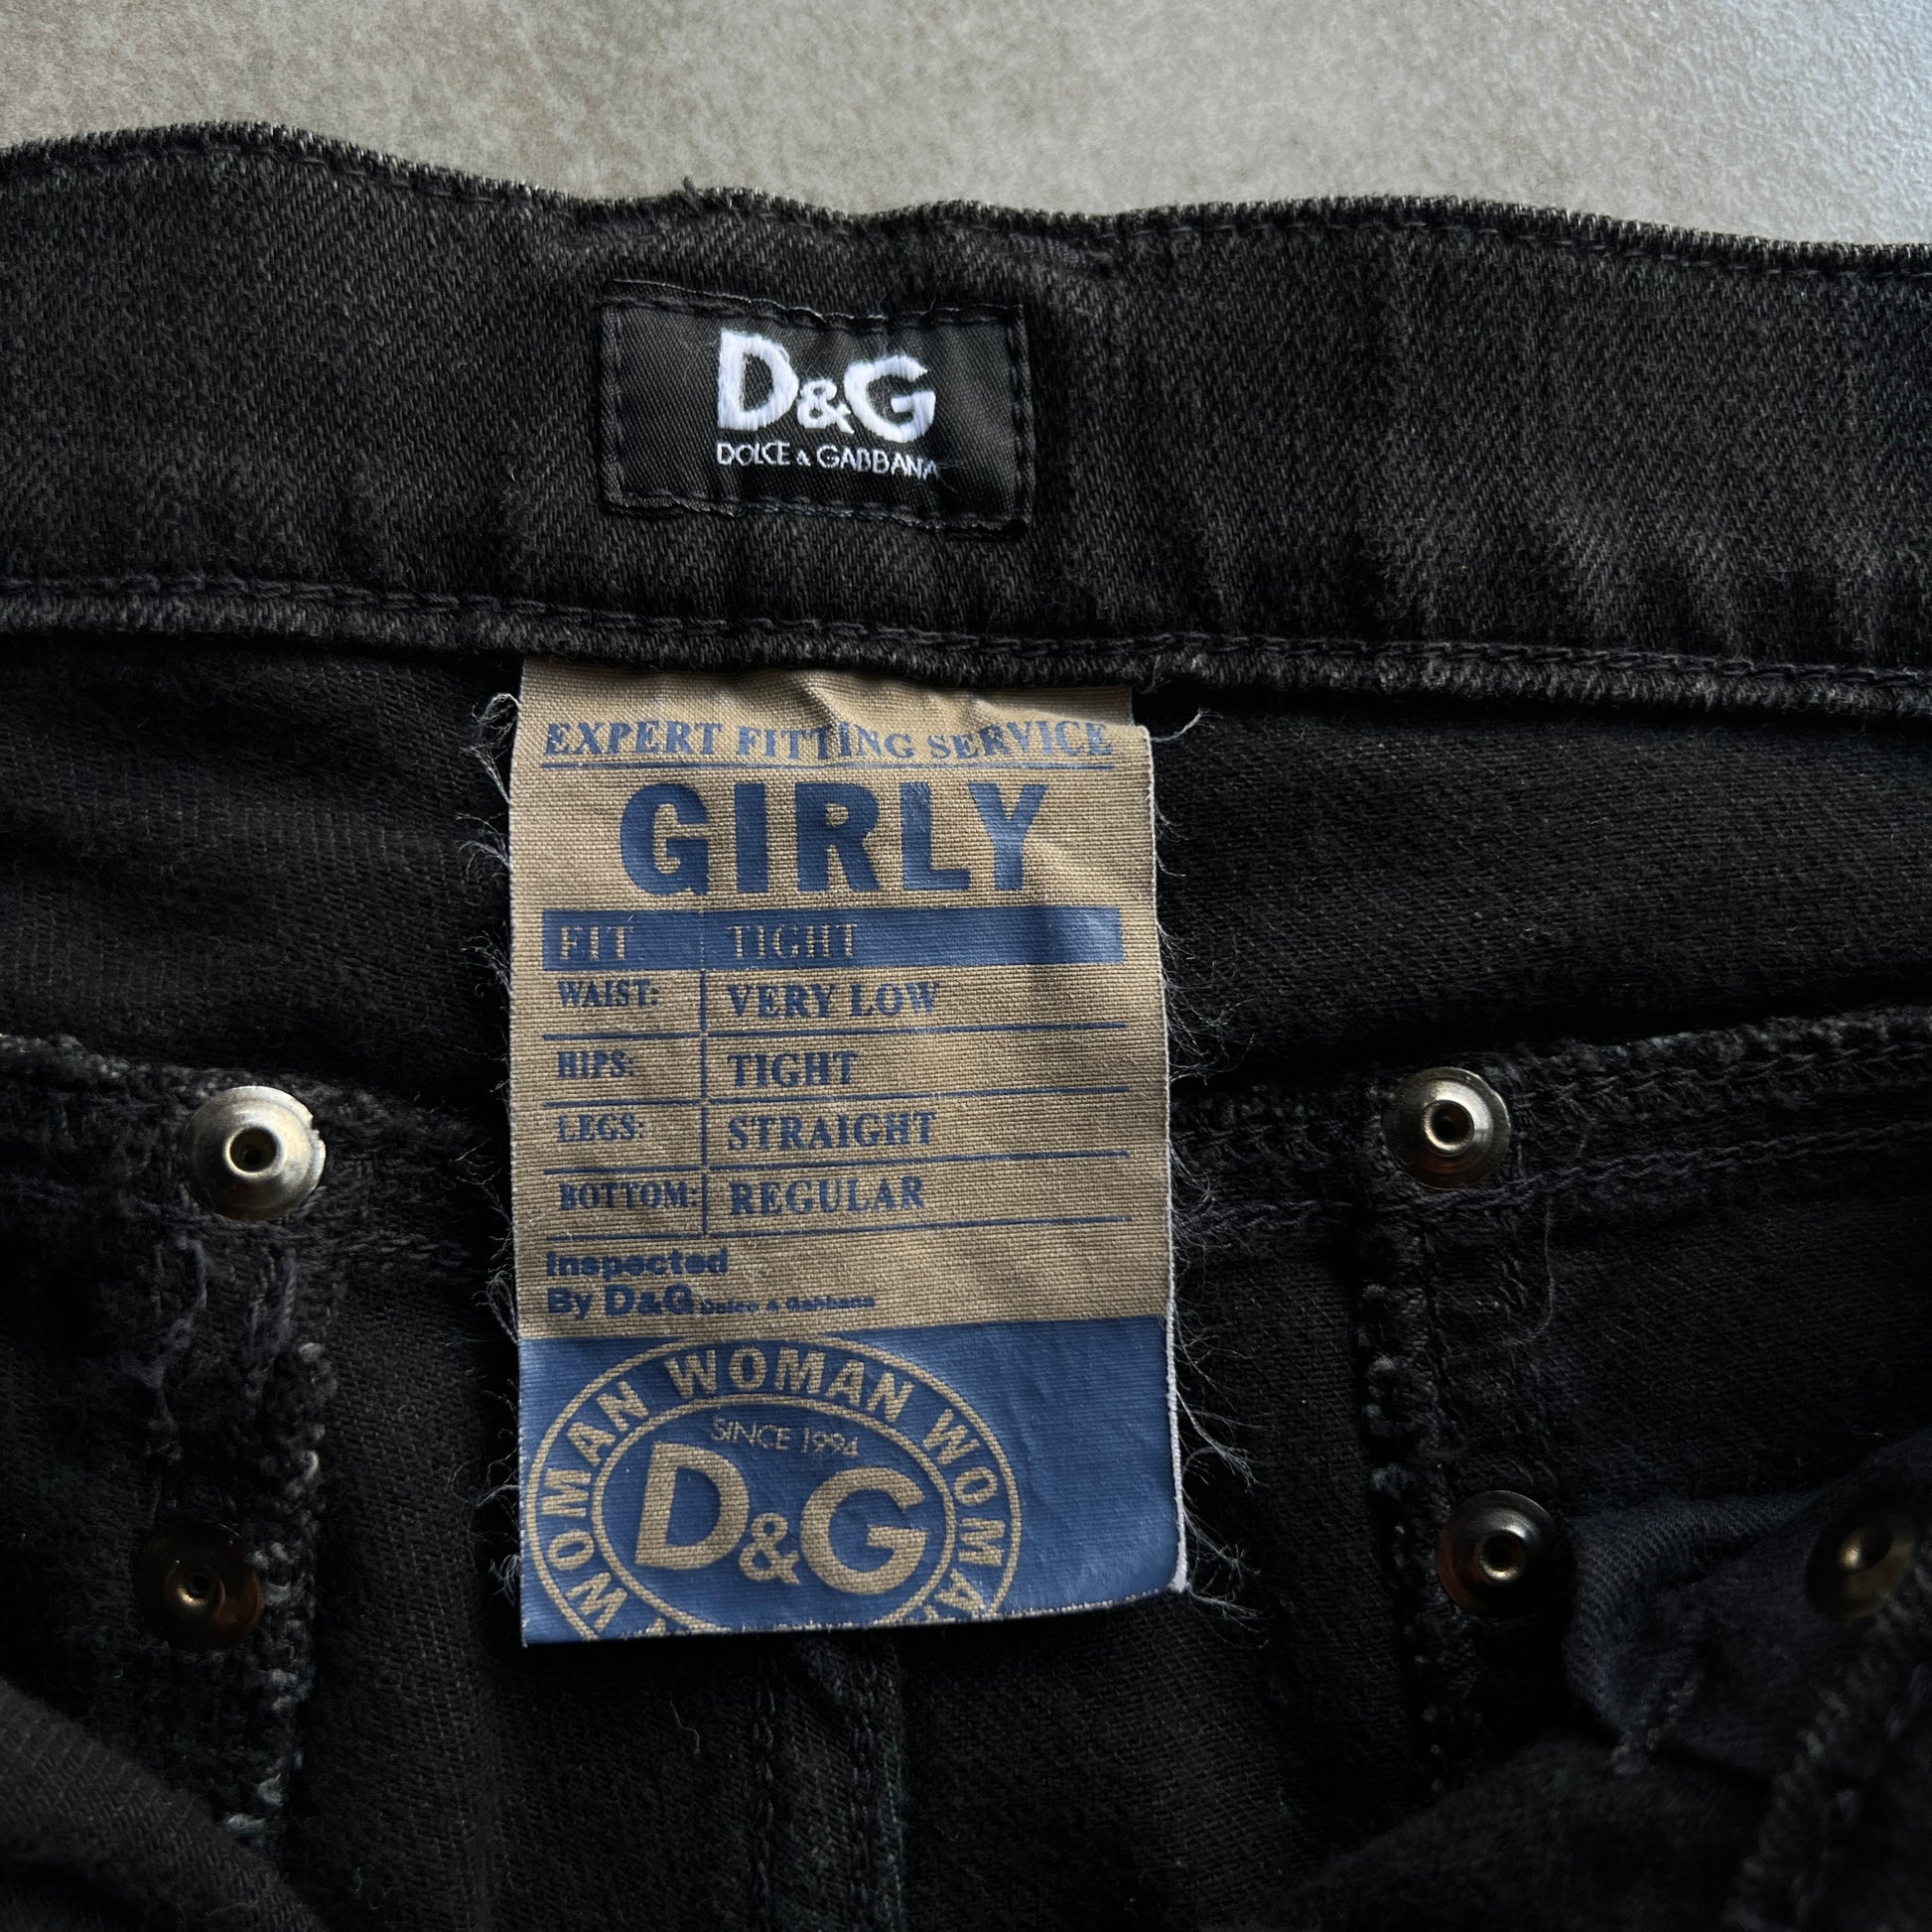 D&G
DOLCE & GABBANA
EXPERT FITTING SERVICE
GIRLY
FIT TIGHT
WAIST: VERY LOW
HIPS: TIGHT
LEGS: STRAIGHT
BOTTOM: REGULAR
Inspected
By D&G Dolce & Gabbana
WOMAN WOMAN WOMAN
SINCE 1994
D&G